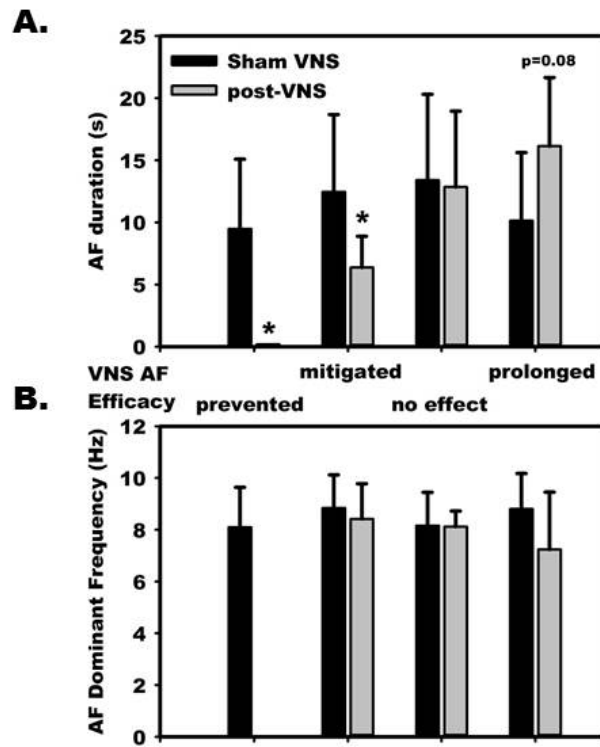 A.
25
20
15
10
5
0
AF duration (s)
Sham VNS
post-VNS
p=0.08
*
*
VNS AF
Efficacy
prevented
mitigated
no effect
prolonged
B.
12
10
8
6
4
2
0
AF Dominant Frequency (Hz)